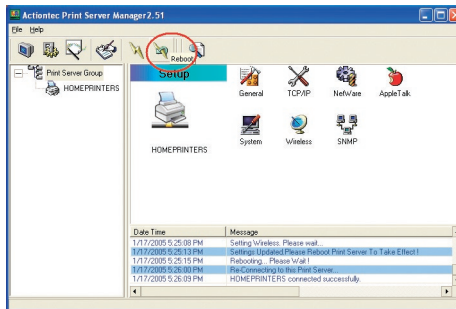 Actiontec Print Server Manager2.51
File Help
Reboot
Print Server Group
HOMEPRINTERS
Setup
HOMEPRINTERS
General TCP/IP NetWare AppleTalk
System Wireless SNMP
Date Time Message
1/17/2005 5:25:08 PM Setting Wireless. Please wait...
1/17/2005 5:25:13 PM Settings Updated.Please Reboot Print Server To Take Effect !
1/17/2005 5:25:15 PM Rebooting... Please Wait !
1/17/2005 5:26:00 PM Re-Connecting to this Print Server...
1/17/2005 5:26:09 PM HOMEPRINTERS connected successfully.